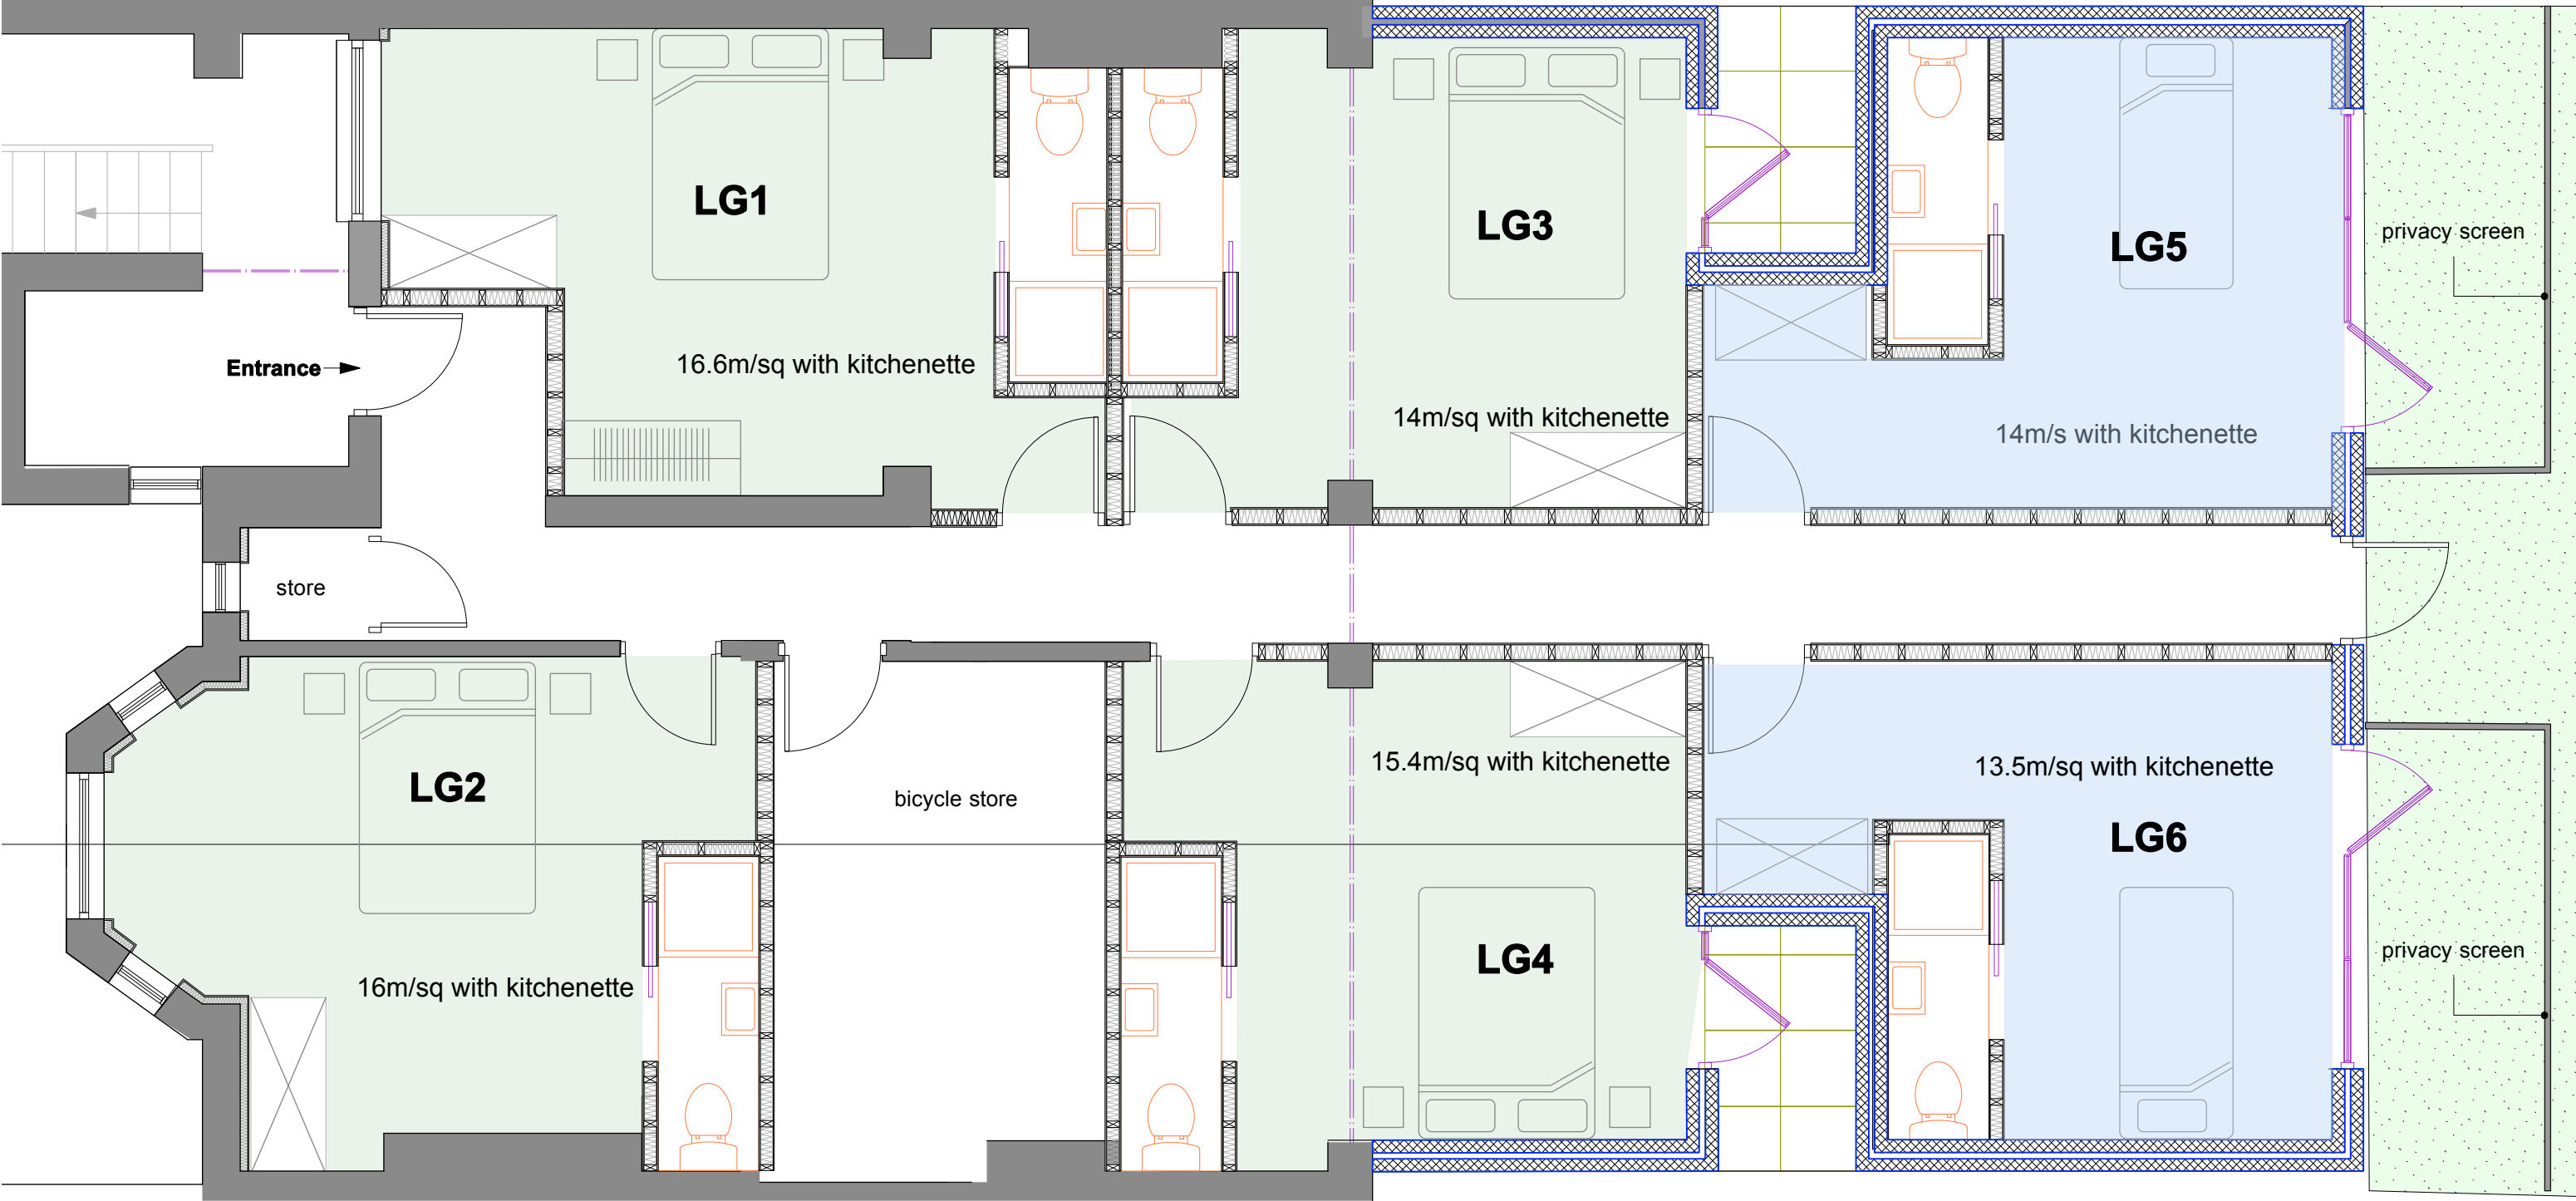 LG1
16.6m/sq with kitchenette
LG3
14m/sq with kitchenette
LG5
14m/s with kitchenette
privacy screen
Entrance
store
LG2
16m/sq with kitchenette
bicycle store
15.4m/sq with kitchenette
LG4
13.5m/sq with kitchenette
LG6
privacy screen